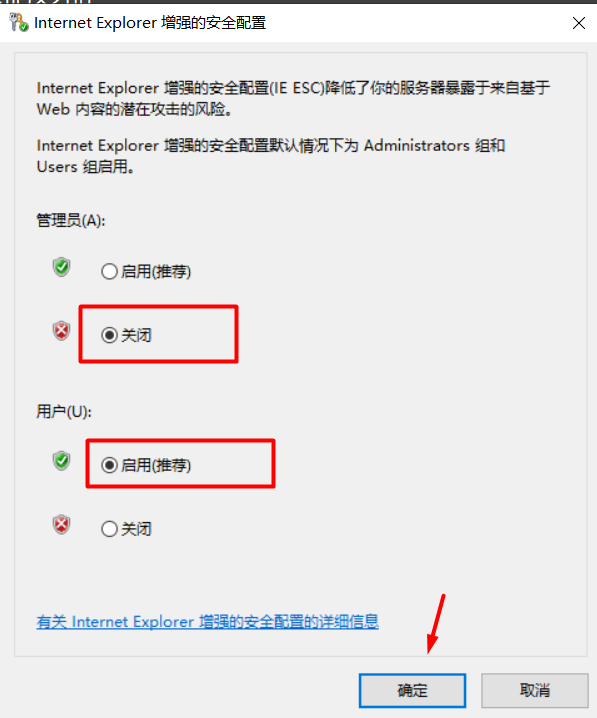 Internet Explorer 增强的安全配置
Internet Explorer 增强的安全配置(IE ESC)降低了你的服务器暴露于来自基于
Web 内容的潜在攻击的风险。
Internet Explorer 增强的安全配置默认情况下为 Administrators 组和
Users 组启用。
管理员(A):
启用(推荐)
关闭
用户(U):
启用(推荐)
关闭
有关 Internet Explorer 增强的安全配置的详细信息
确定
取消